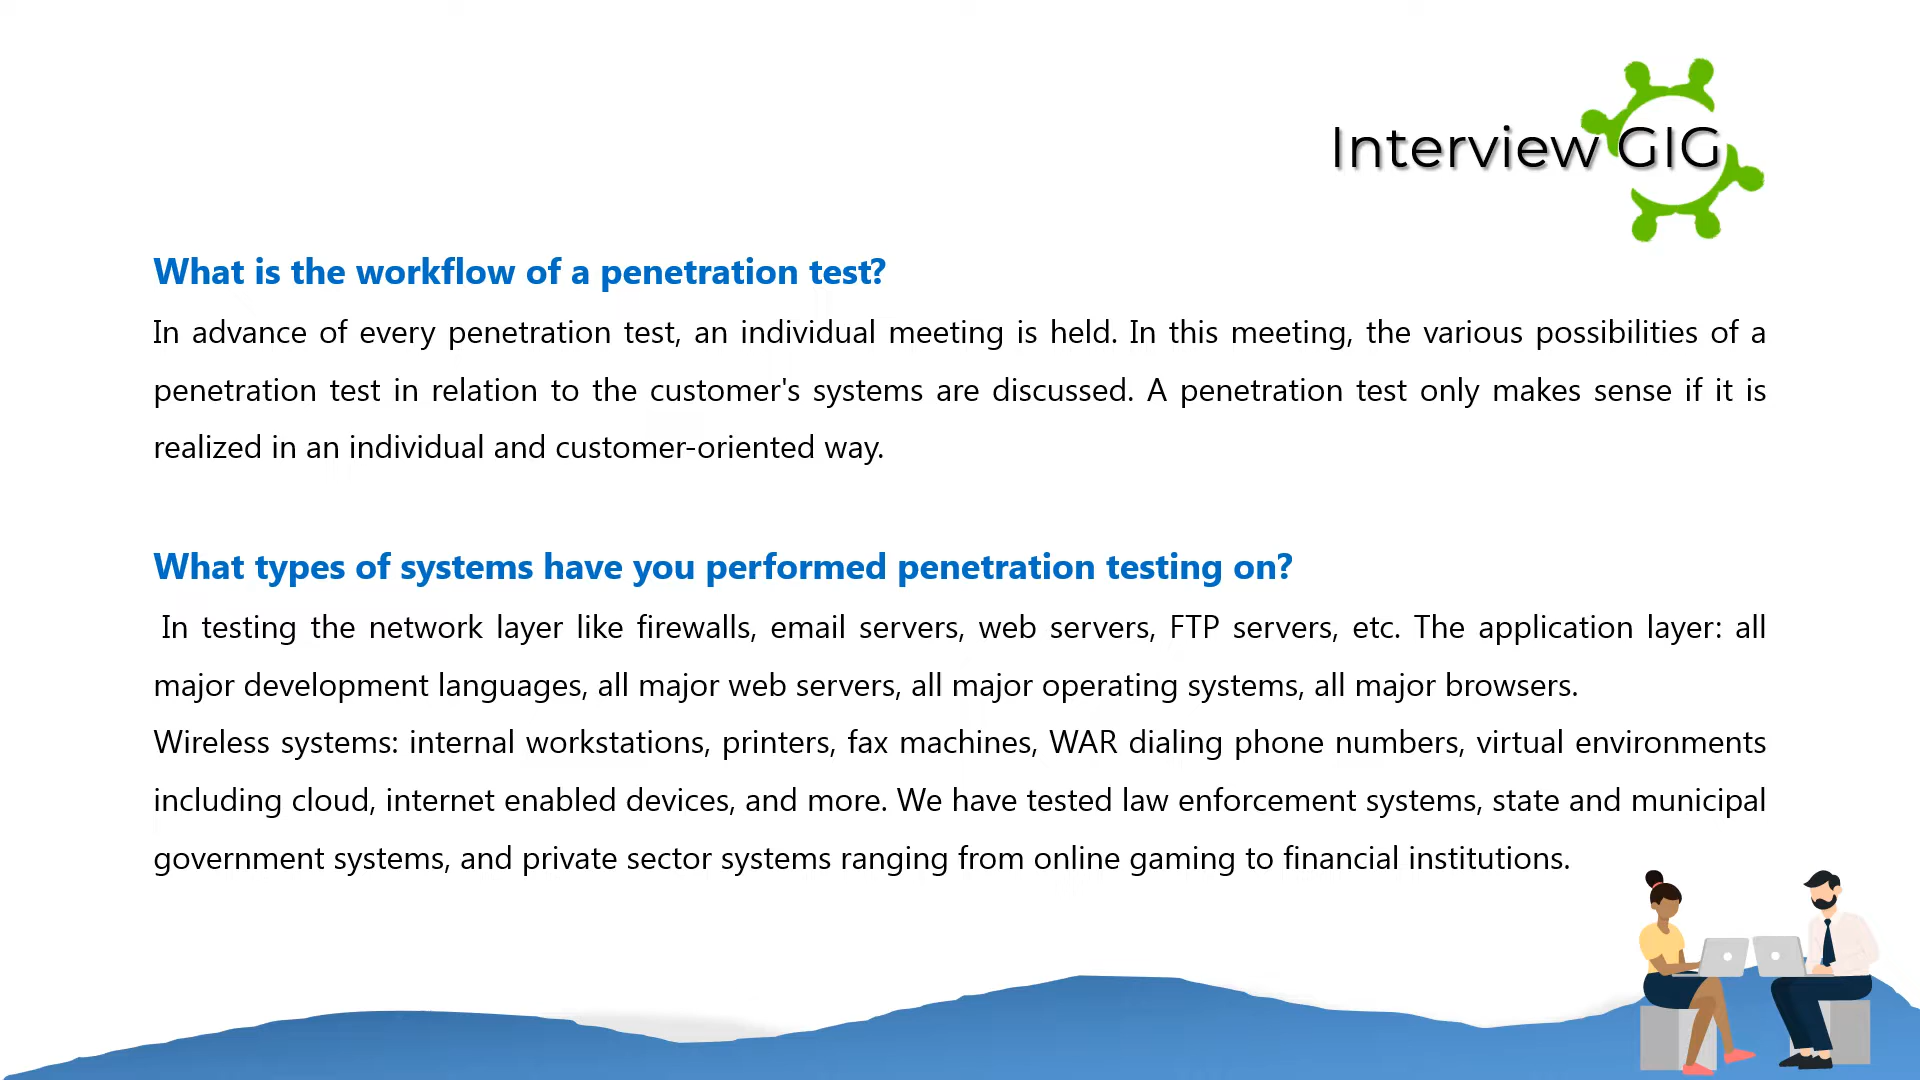 Interview GIG
What is the workflow of a penetration test?
In advance of every penetration test, an individual meeting is held. In this meeting, the various possibilities of a
penetration test in relation to the customer's systems are discussed. A penetration test only makes sense if it is
realized in an individual and customer-oriented way.
What types of systems have you performed penetration testing on?
In testing the network layer like firewalls, email servers, web servers, FTP servers, etc. The application layer: all
major development languages, all major web servers, all major operating systems, all major browsers.
Wireless systems: internal workstations, printers, fax machines, WAR dialing phone numbers, virtual environments
including cloud, internet enabled devices, and more. We have tested law enforcement systems, state and municipal
government systems, and private sector systems ranging from online gaming to financial institutions.